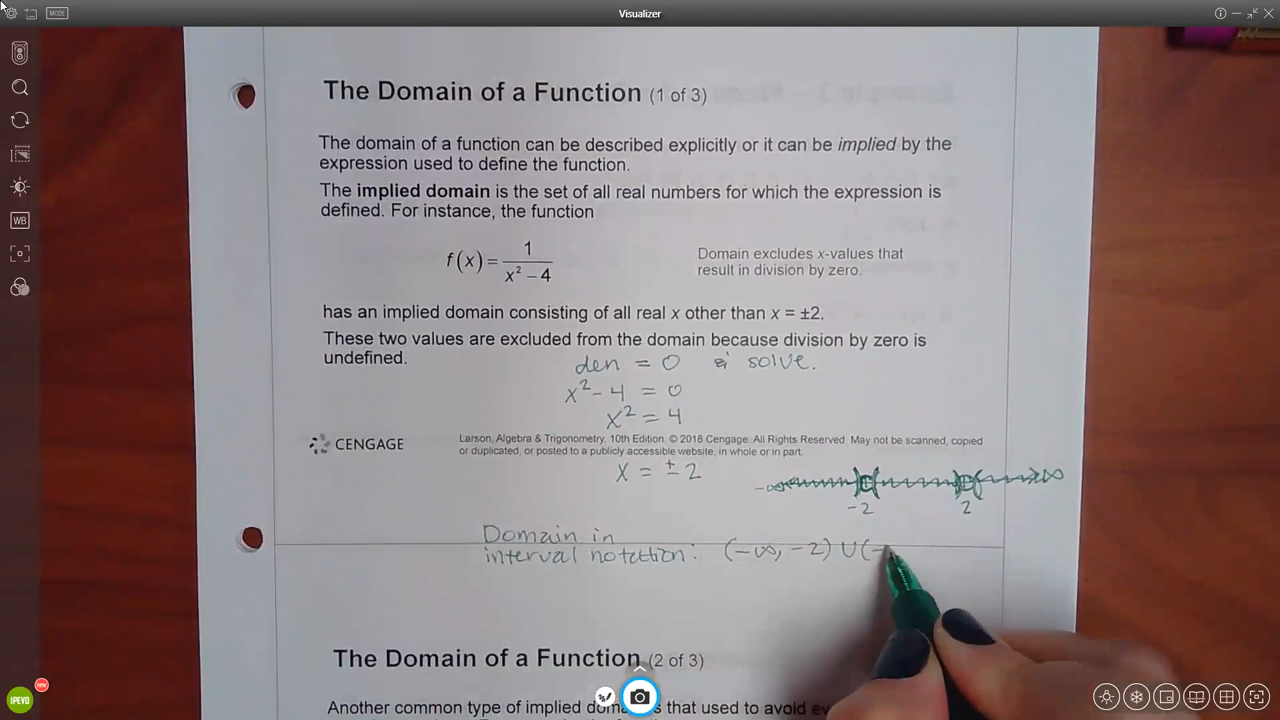 MODE
Visualizer
The Domain of a Function (1 of 3)
The domain of a function can be described explicitly or it can be implied by the
expression used to define the function.
The implied domain is the set of all real numbers for which the expression is
defined. For instance, the function
f(x) = 1 / (x² − 4)
Domain excludes x-values that
result in division by zero.
has an implied domain consisting of all real x other than x = ±2.
These two values are excluded from the domain because division by zero is
undefined.
den = 0 & solve.
x² - 4 = 0
x² = 4
CENGAGE
Larson, Algebra & Trigonometry, 10th Edition. © 2018 Cengage. All Rights Reserved. May not be scanned, copied
or duplicated, or posted to a publicly accessible website, in whole or in part.
x = ± 2
-∞ ∞
-2 2
Domain in
interval notation: (-∞, -2) ∪ (-
The Domain of a Function (2 of 3)
Another common type of implied that used to avoid
WB
IPEVO
new